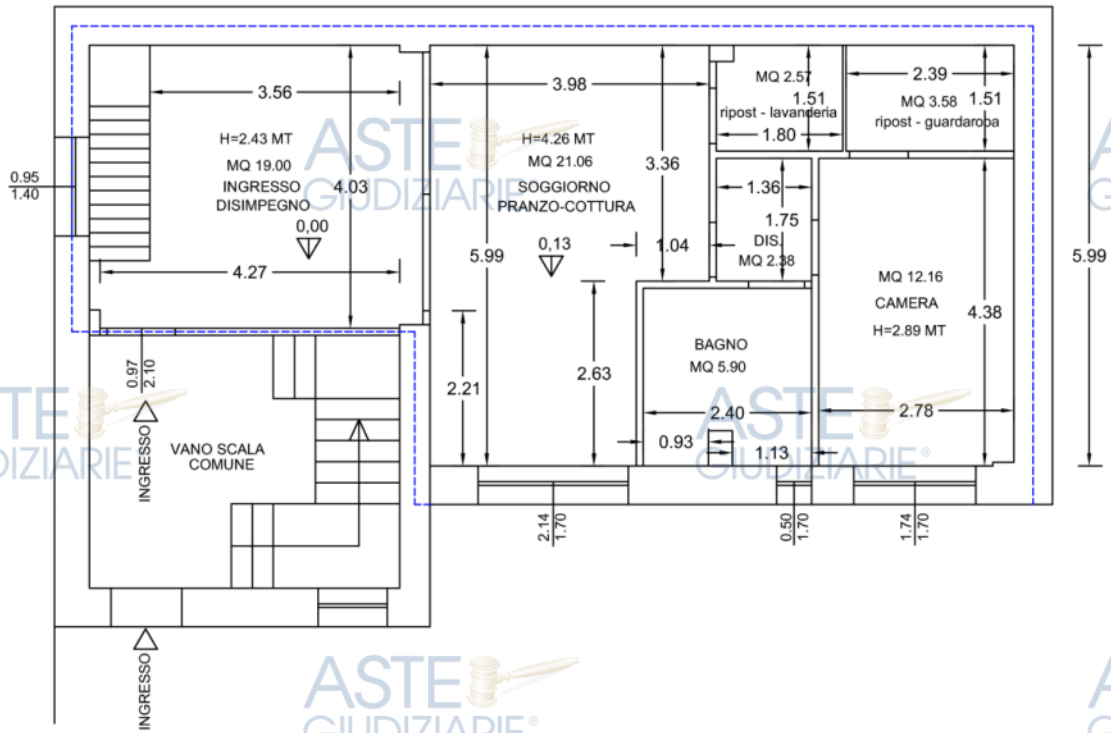 3.56
H=2.43 MT
MQ 19.00
INGRESSO
DISIMPEGNO
4.03
0,00
4.27
0.95
1.40
3.98
H=4.26 MT
MQ 21.06
SOGGIORNO
PRANZO-COTTURA
3.36
0,13
1.04
5.99
2.21
2.63
MQ 2.57
1.51
ripost - lavanderia
1.80
2.39
MQ 3.58
1.51
ripost - guardaroba
1.36
1.75
DIS.
MQ 2.38
MQ 12.16
CAMERA
H=2.89 MT
4.38
2.78
5.99
BAGNO
MQ 5.90
2.40
0.93
1.13
0.97
2.10
INGRESSO
VANO SCALA
COMUNE
2.14
1.70
0.50
1.70
1.74
1.70
INGRESSO
ASTE
GIUDIZIARIE
ASTE
GIUDIZIARIE®
ASTE
GIUDIZIARIE®